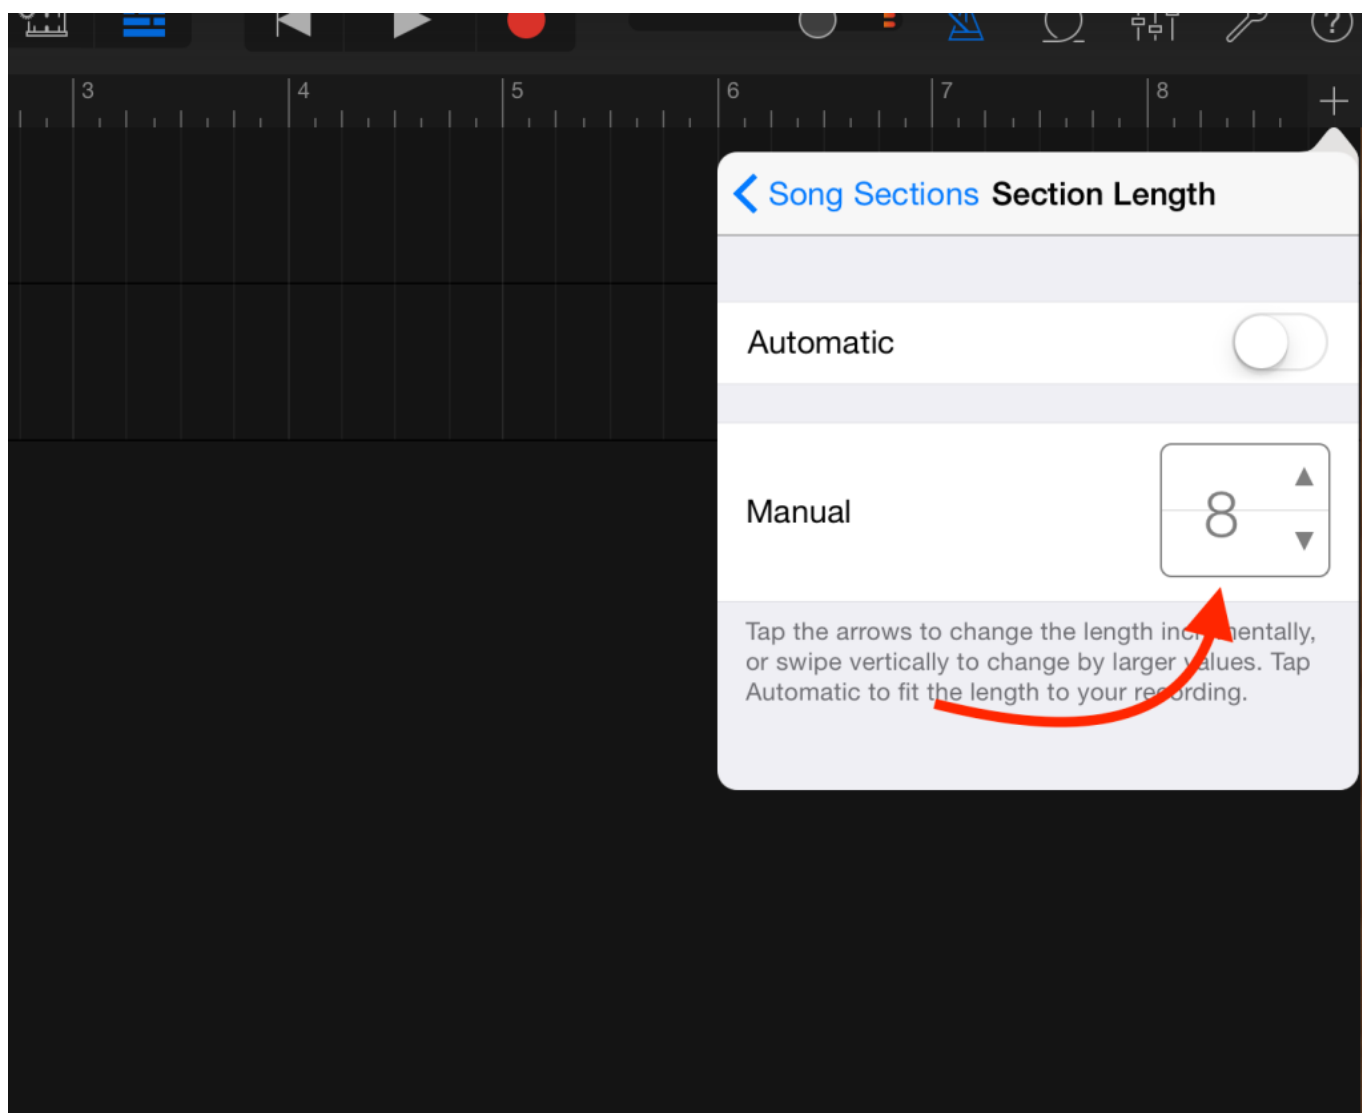 ?
3 4 5 6 7 8 +
Song Sections Section Length
Automatic
Manual
8
Tap the arrows to change the length incrementally,
or swipe vertically to change by larger values. Tap
Automatic to fit the length to your recording.